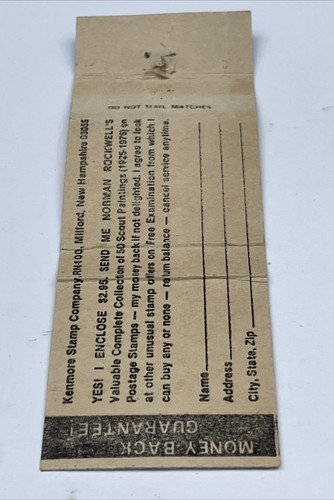 DO NOT MAIL MATCHES
Kenmore Stamp Company, RN100, Milford, New Hampshire 03055
YES! I ENCLOSE $2.95. SEND ME NORMAN ROCKWELL'S
Valuable Complete Collection of 50 Scout Paintings (1925-1976) on
Postage Stamps — my money back if not delighted. I agree to look
at other unusual stamp offers on Free Examination from which I
can buy any or none — return balance — cancel service anytime.
Name
Address
City, State, Zip
MONEY-BACK
GUARANTEE!